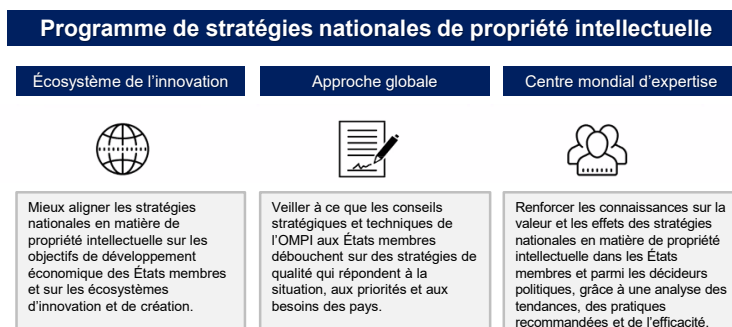 Programme de stratégies nationales de propriété intellectuelle
Écosystème de l’innovation
Approche globale
Centre mondial d’expertise
Mieux aligner les stratégies
nationales en matière de
propriété intellectuelle sur les
objectifs de développement
économique des États membres
et sur les écosystèmes
d’innovation et de création.
Veiller à ce que les conseils
stratégiques et techniques de
l’OMPI aux États membres
débouchent sur des stratégies de
qualité qui répondent à la
situation, aux priorités et aux
besoins des pays.
Renforcer les connaissances sur la
valeur et les effets des stratégies
nationales en matière de propriété
intellectuelle dans les États
membres et parmi les décideurs
politiques, grâce à une analyse des
tendances, des pratiques
recommandées et de l’efficacité.